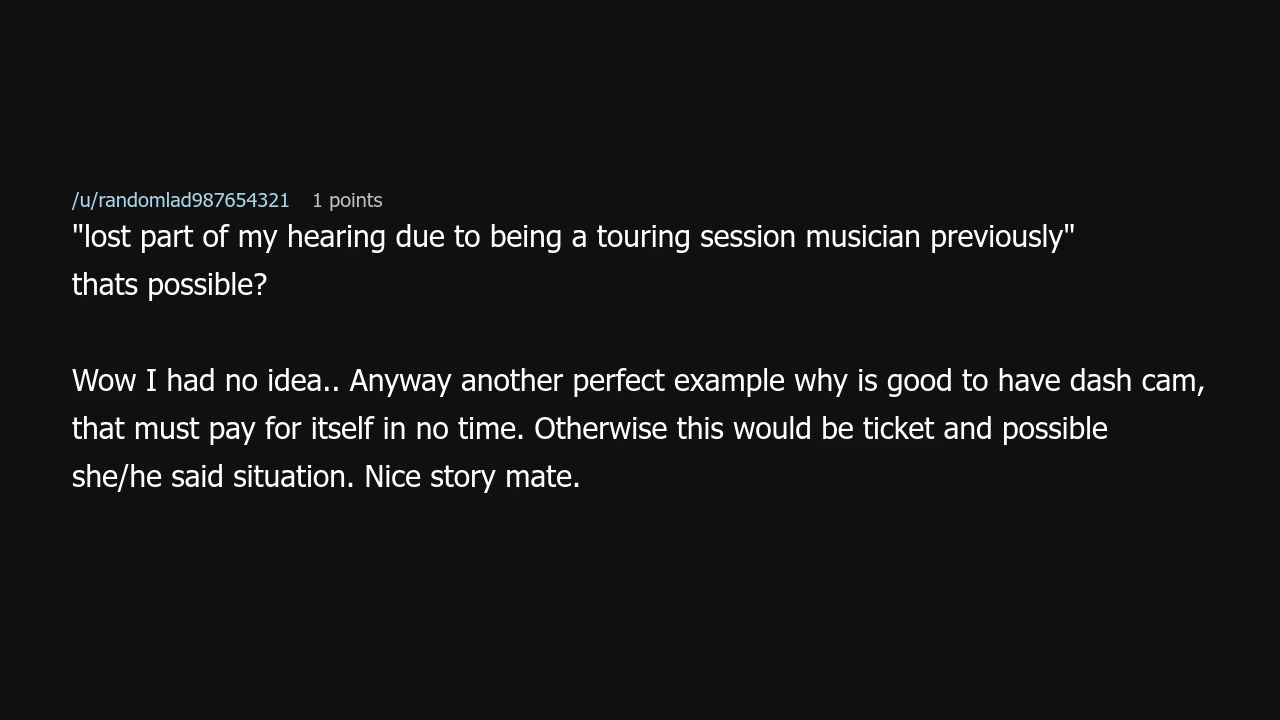 /u/randomlad987654321 1 points
"lost part of my hearing due to being a touring session musician previously"
thats possible?
Wow I had no idea.. Anyway another perfect example why is good to have dash cam,
that must pay for itself in no time. Otherwise this would be ticket and possible
she/he said situation. Nice story mate.